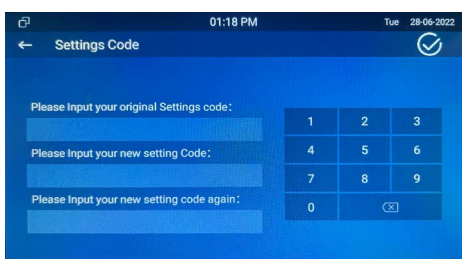 01:18 PM
Tue 28-06-2022
Settings Code
Please Input your original Settings code:
Please Input your new setting Code:
Please Input your new setting code again:
1 2 3
4 5 6
7 8 9
0